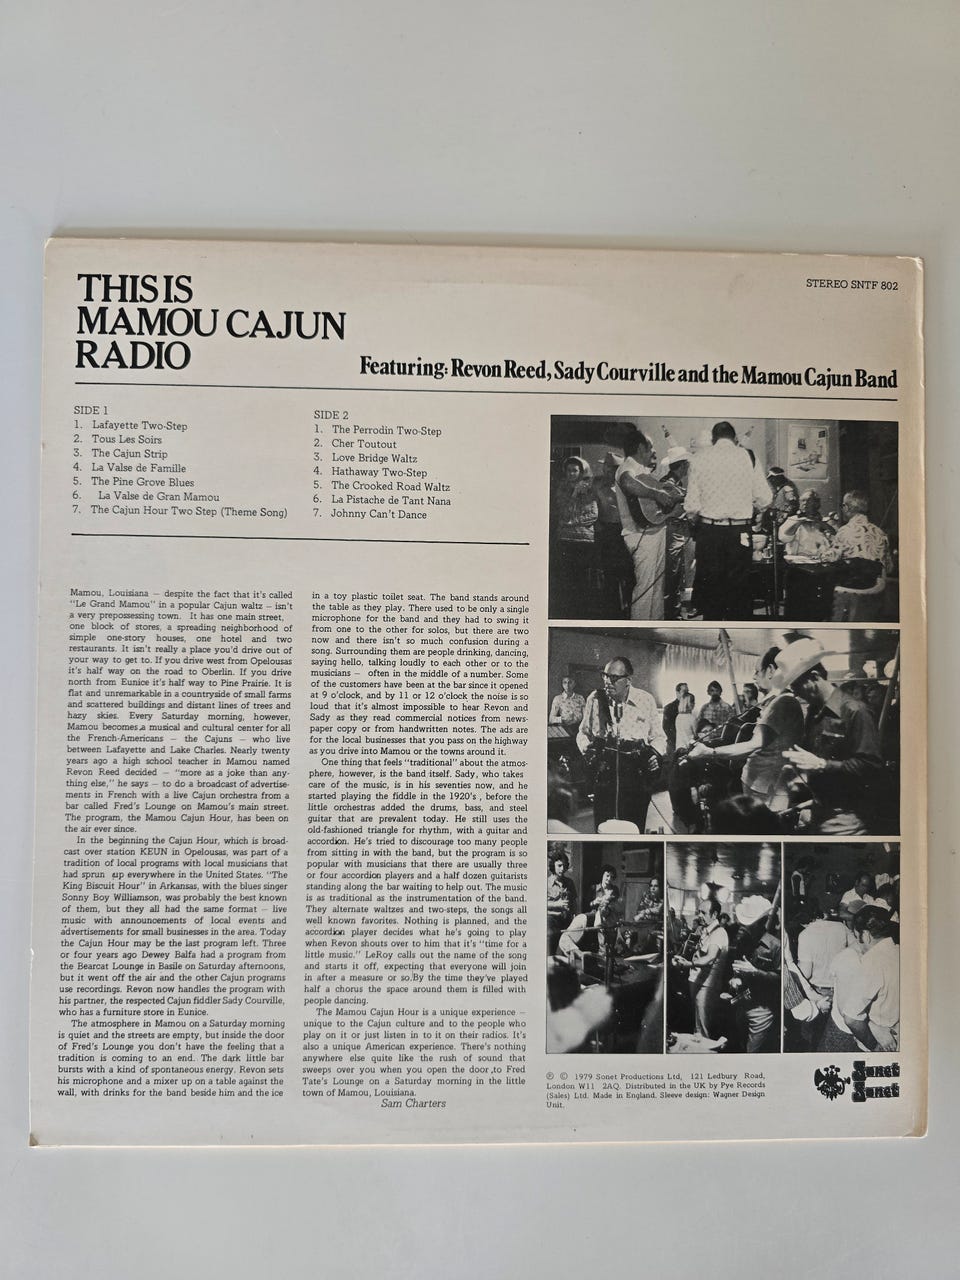 THIS IS
MAMOU CAJUN
RADIO
STEREO SNTF 802
Featuring: Revon Reed, Sady Courville and the Mamou Cajun Band
SIDE 1
1. Lafayette Two-Step
2. Tous Les Soirs
3. The Cajun Strip
4. La Valse de Famille
5. The Pine Grove Blues
6. La Valse de Gran Mamou
7. The Cajun Hour Two Step (Theme Song)
SIDE 2
1. The Perrodin Two-Step
2. Cher Toutout
3. Love Bridge Waltz
4. Hathaway Two-Step
5. The Crooked Road Waltz
6. La Pistache de Tant Nana
7. Johnny Can't Dance
Mamou, Louisiana — despite the fact that it's called
"Le Grand Mamou" in a popular Cajun waltz — isn't
a very prepossessing town. It has one main street,
one block of stores, a spreading neighborhood of
simple one-story houses, one hotel and two
restaurants. It isn't really a place you'd drive out of
your way to get to. If you drive west from Opelousas
it's half way on the road to Oberlin. If you drive
north from Eunice it's half way to Pine Prairie. It is
flat and unremarkable in a countryside of small farms
and scattered buildings and distant lines of trees and
hazy skies. Every Saturday morning, however,
Mamou becomes a musical and cultural center for all
the French-Americans — the Cajuns — who live
between Lafayette and Lake Charles. Nearly twenty
years ago a high school teacher in Mamou named
Revon Reed decided — "more as a joke than any-
thing else," he says — to do a broadcast of advertise-
ments in French with a live Cajun orchestra from a
bar called Fred's Lounge on Mamou's main street.
The program, the Mamou Cajun Hour, has been on
the air ever since.
In the beginning the Cajun Hour, which is broad-
cast over station KEUN in Opelousas, was part of a
tradition of local programs with local musicians that
had sprun up everywhere in the United States. "The
King Biscuit Hour" in Arkansas, with the blues singer
Sonny Boy Williamson, was probably the best known
of them, but they all had the same format — live
music with announcements of local events and
advertisements for small businesses in the area. Today
the Cajun Hour may be the last program left. Three
or four years ago Dewey Balfa had a program from
the Bearcat Lounge in Basile on Saturday afternoons,
but it went off the air and the other Cajun programs
use recordings. Revon now handles the program with
his partner, the respected Cajun fiddler Sady Courville,
who has a furniture store in Eunice.
The atmosphere in Mamou on a Saturday morning
is quiet and the streets are empty, but inside the door
of Fred's Lounge you don't have the feeling that a
tradition is coming to an end. The dark little bar
bursts with a kind of spontaneous energy. Revon sets
his microphone and a mixer up on a table against the
wall, with drinks for the band beside him and the ice
in a toy plastic toilet seat. The band stands around
the table as they play. There used to be only a single
microphone for the band and they had to swing it
from one to the other for solos, but there are two
now and there isn't so much confusion during a
song. Surrounding them are people drinking, dancing,
saying hello, talking loudly to each other or to the
musicians — often in the middle of a number. Some
of the customers have been at the bar since it opened
at 9 o'clock, and by 11 or 12 o'clock the noise is so
loud that it's almost impossible to hear Revon and
Sady as they read commercial notices from news-
paper copy or from handwritten notes. The ads are
for the local businesses that you pass on the highway
as you drive into Mamou or the towns around it.
One thing that feels "traditional" about the atmos-
phere, however, is the band itself. Sady, who takes
care of the music, is in his seventies now, and he
started playing the fiddle in the 1920's , before the
little orchestras added the drums, bass, and steel
guitar that are prevalent today. He still uses the
old-fashioned triangle for rhythm, with a guitar and
accordion. He's tried to discourage too many people
from sitting in with the band, but the program is so
popular with musicians that there are usually three
or four accordion players and a half dozen guitarists
standing along the bar waiting to help out. The music
is as traditional as the instrumentation of the band.
They alternate waltzes and two-steps, the songs all
well known favorites. Nothing is planned, and the
accordion player decides what he's going to play
when Revon shouts over to him that it's "time for a
little music." LeRoy calls out the name of the song
and starts it off, expecting that everyone will join
in after a measure or so.By the time they've played
half a chorus the space around them is filled with
people dancing.
The Mamou Cajun Hour is a unique experience —
unique to the Cajun culture and to the people who
play on it or just listen in to it on their radios. It's
also a unique American experience. There's nothing
anywhere else quite like the rush of sound that
sweeps over you when you open the door ,to Fred
Tate's Lounge on a Saturday morning in the little
town of Mamou, Louisiana.
Sam Charters
℗ © 1979 Sonet Productions Ltd, 121 Ledbury Road,
London W11 2AQ. Distributed in the UK by Pye Records
(Sales) Ltd. Made in England. Sleeve design: Wagner Design
Unit.
Sonet
Sonet